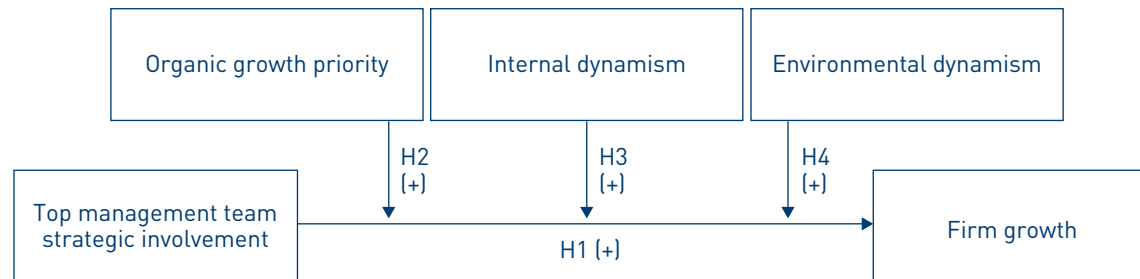 Organic growth priority
Internal dynamism
Environmental dynamism
H2
(+)
H3
(+)
H4
(+)
Top management team
strategic involvement
H1 (+)
Firm growth